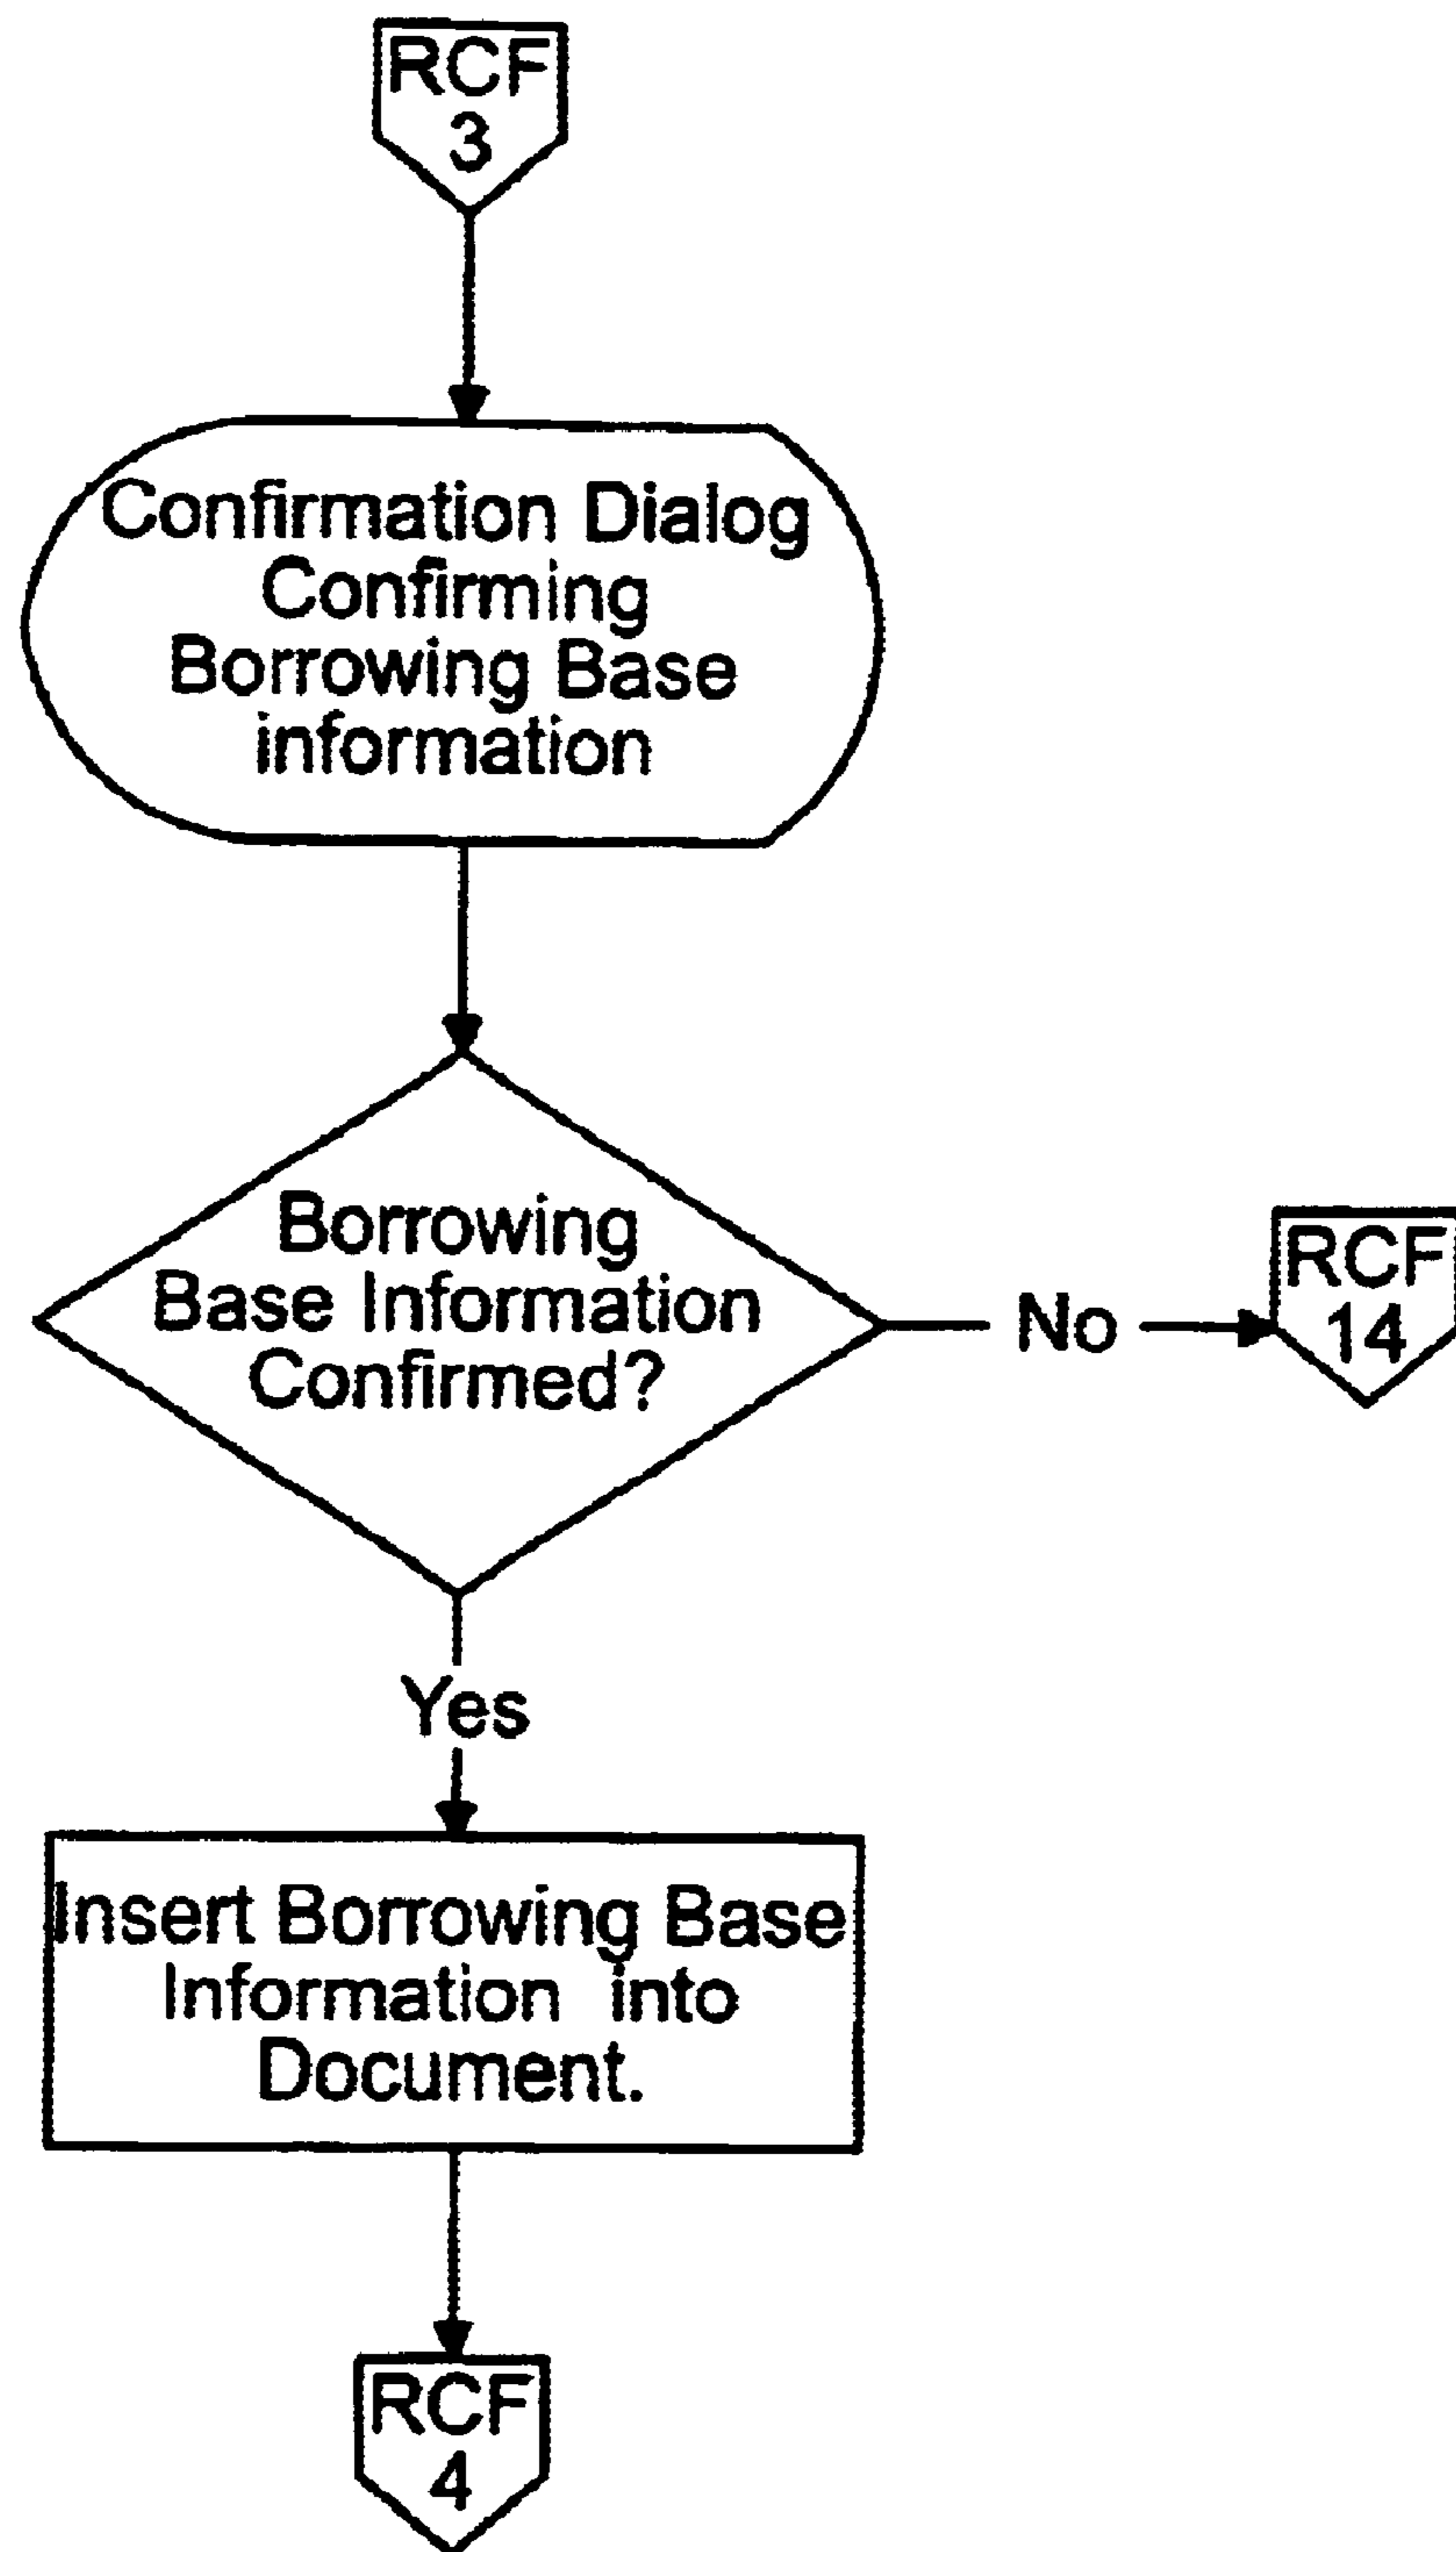 RCF
3
Confirmation Dialog
Confirming
Borrowing Base
information
Borrowing
Base Information
Confirmed?
No
RCF
14
Yes
Insert Borrowing Base
Information into
Document.
RCF
4